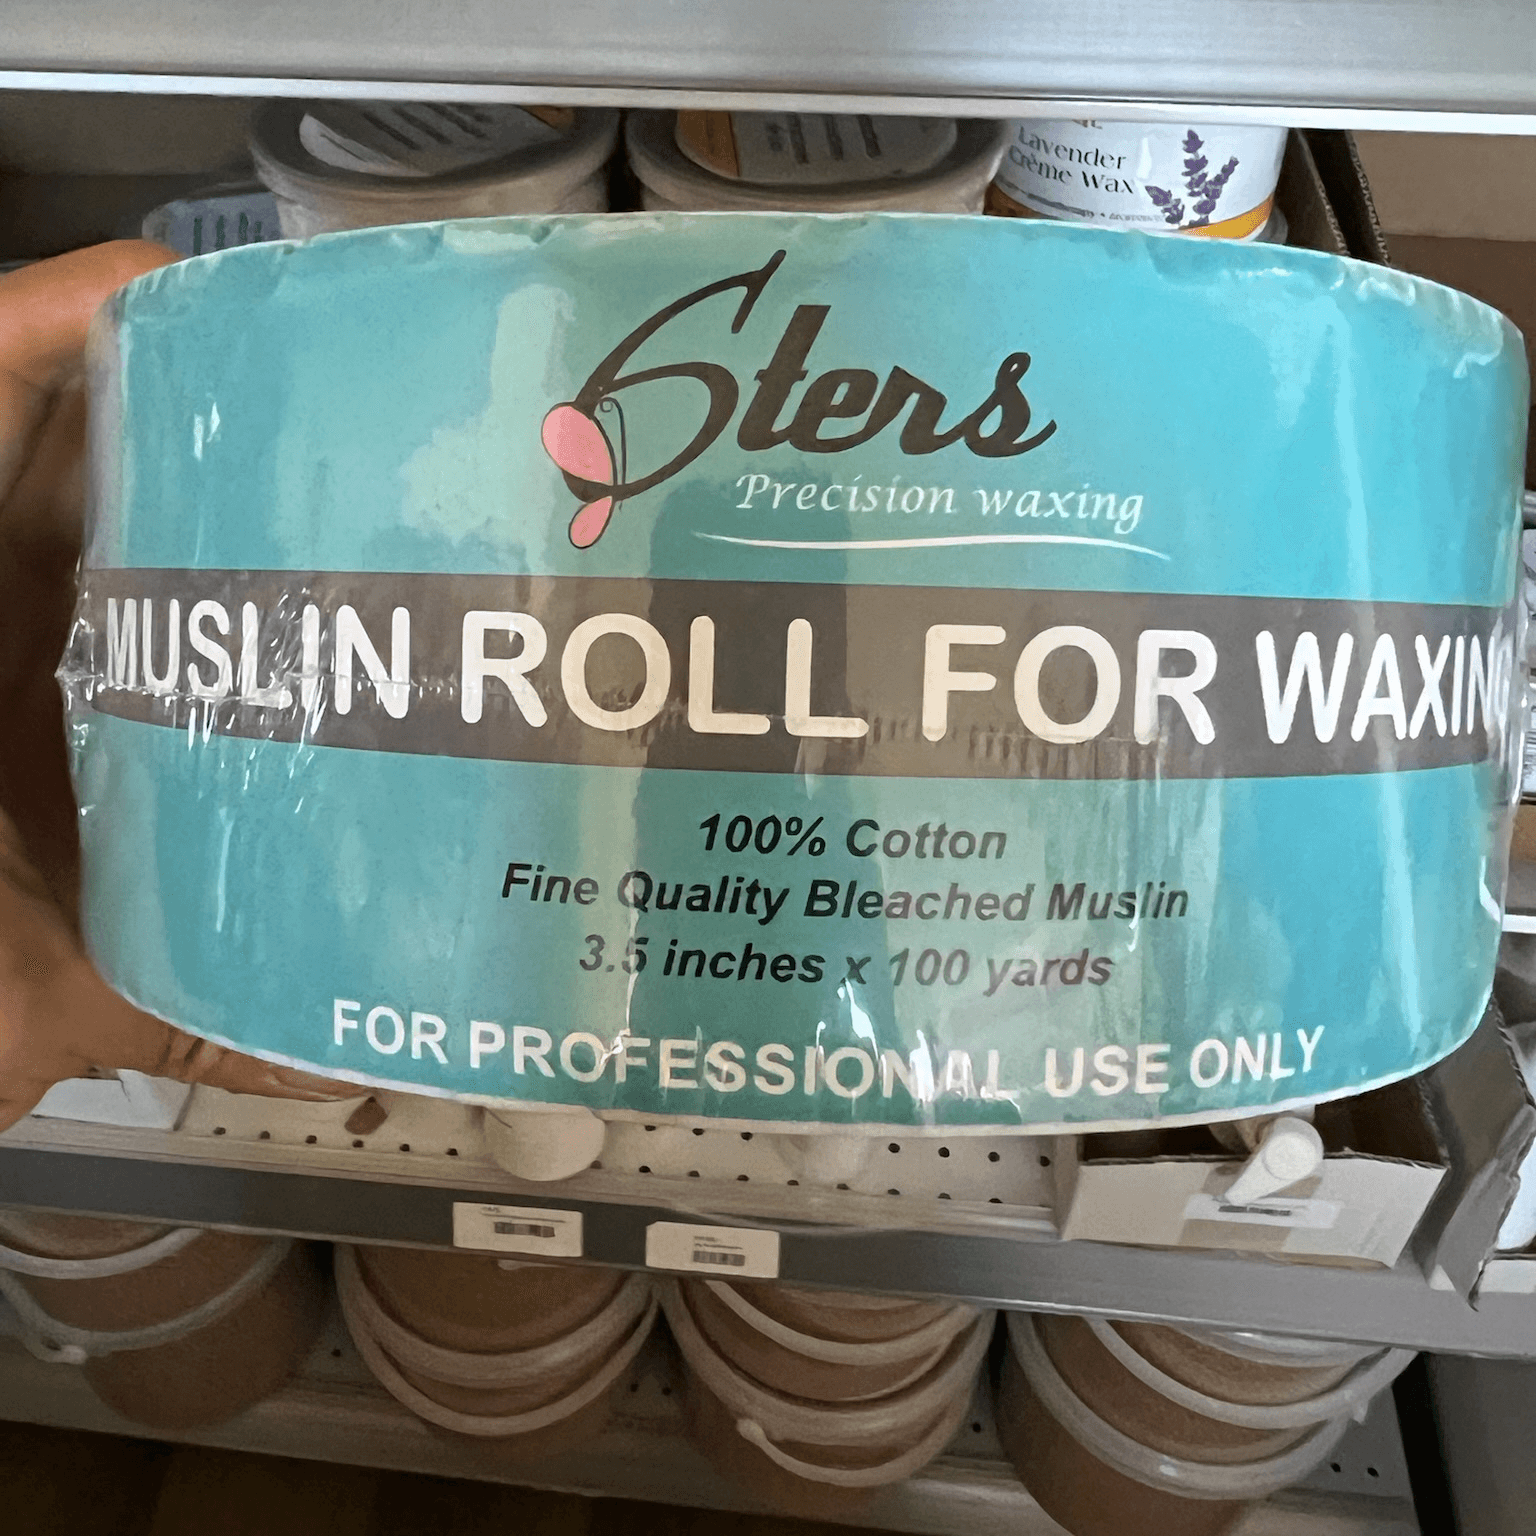 Lavender
Crème Wax
Sters
Precision waxing
MUSLIN ROLL FOR WAXING
100% Cotton
Fine Quality Bleached Muslin
3.5 inches x 100 yards
FOR PROFESSIONAL USE ONLY